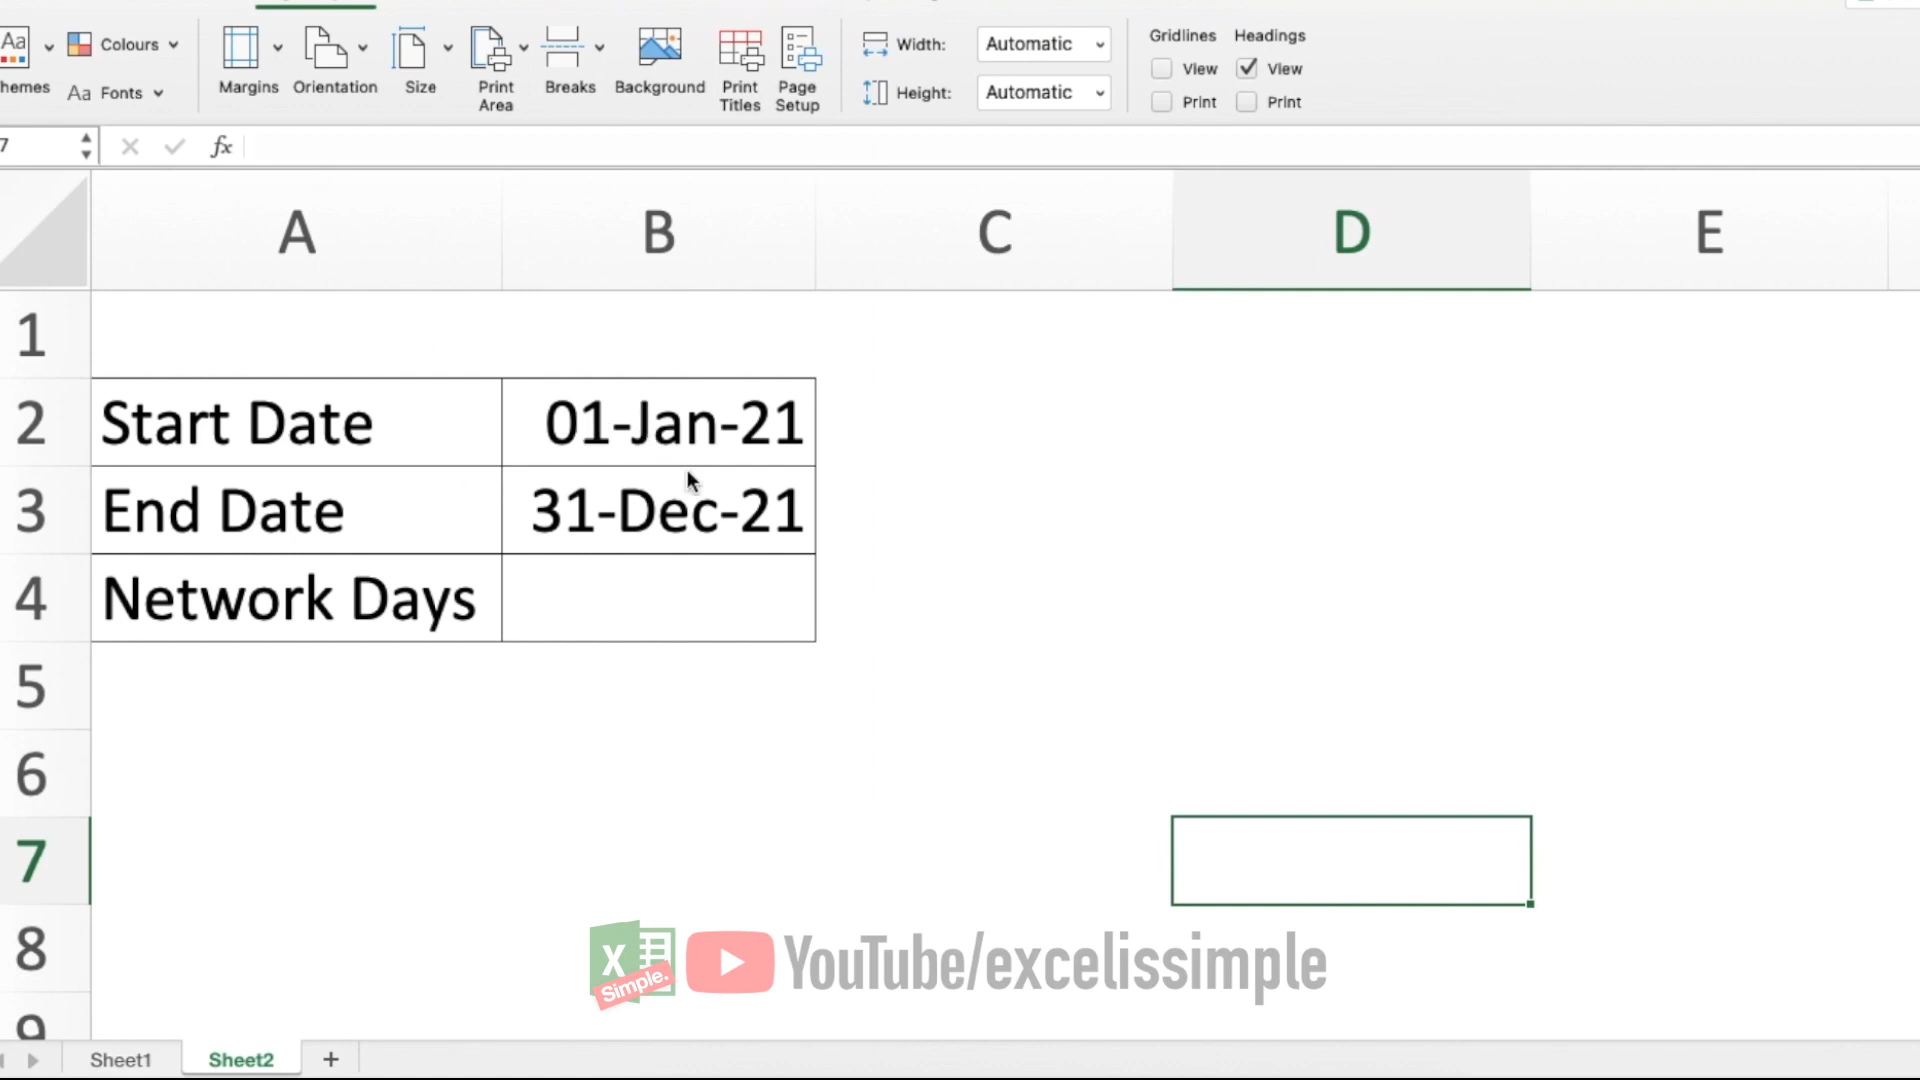 Aa Colours
hemes Aa Fonts
Margins Orientation Size Print Area Breaks Background Print Titles Page Setup
Width: Automatic
Height: Automatic
Gridlines Headings
View View
Print Print
7 fx
A B C D E
1
2 Start Date 01-Jan-21
3 End Date 31-Dec-21
4 Network Days
5
6
7
8
9
X Simple. YouTube/excelissimple
Sheet1 Sheet2 +